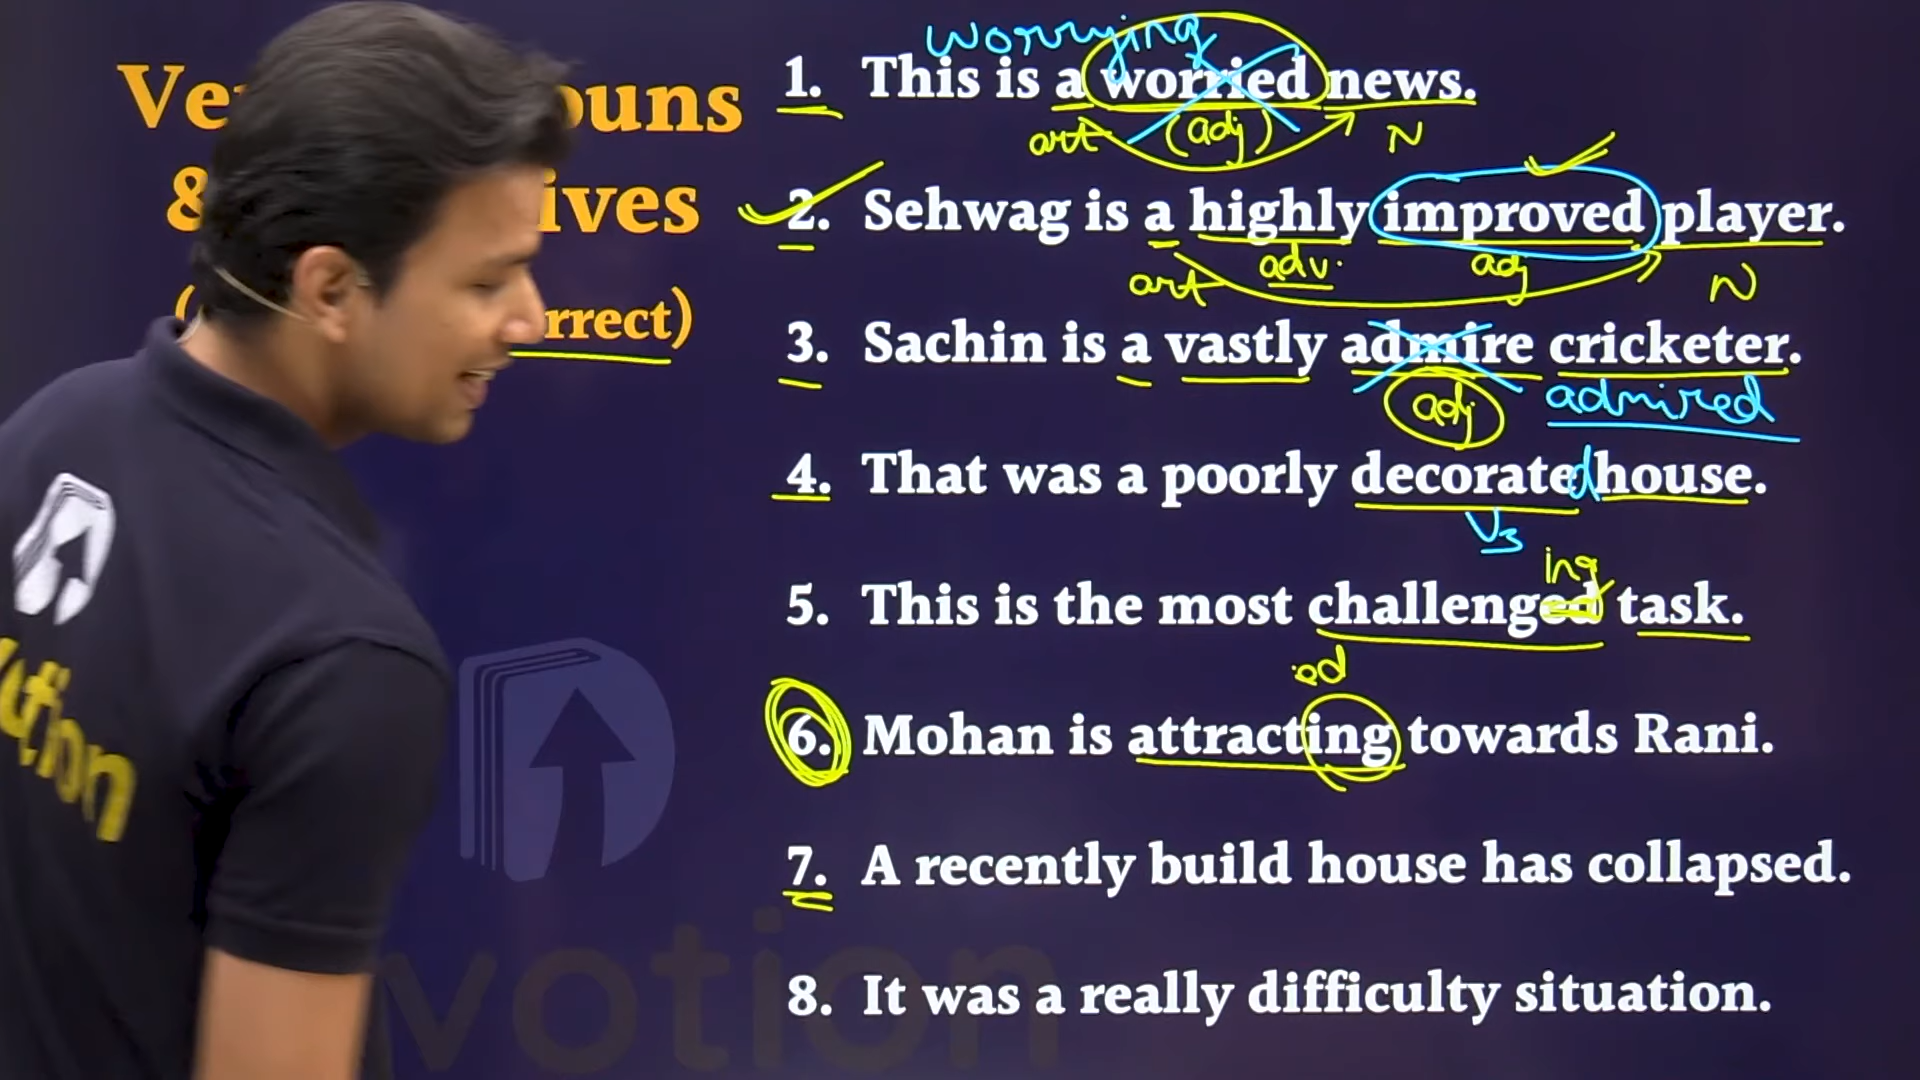 Ve ouns
& ives
( rrect)
worrying
1. This is a worried news.
art (adj) N
2. Sehwag is a highly improved player.
art adv. adj N
3. Sachin is a vastly admire cricketer.
adj admired
4. That was a poorly decorated house.
V3
ing
5. This is the most challenged task.
ed
6. Mohan is attracting towards Rani.
7. A recently build house has collapsed.
8. It was a really difficulty situation.
votion